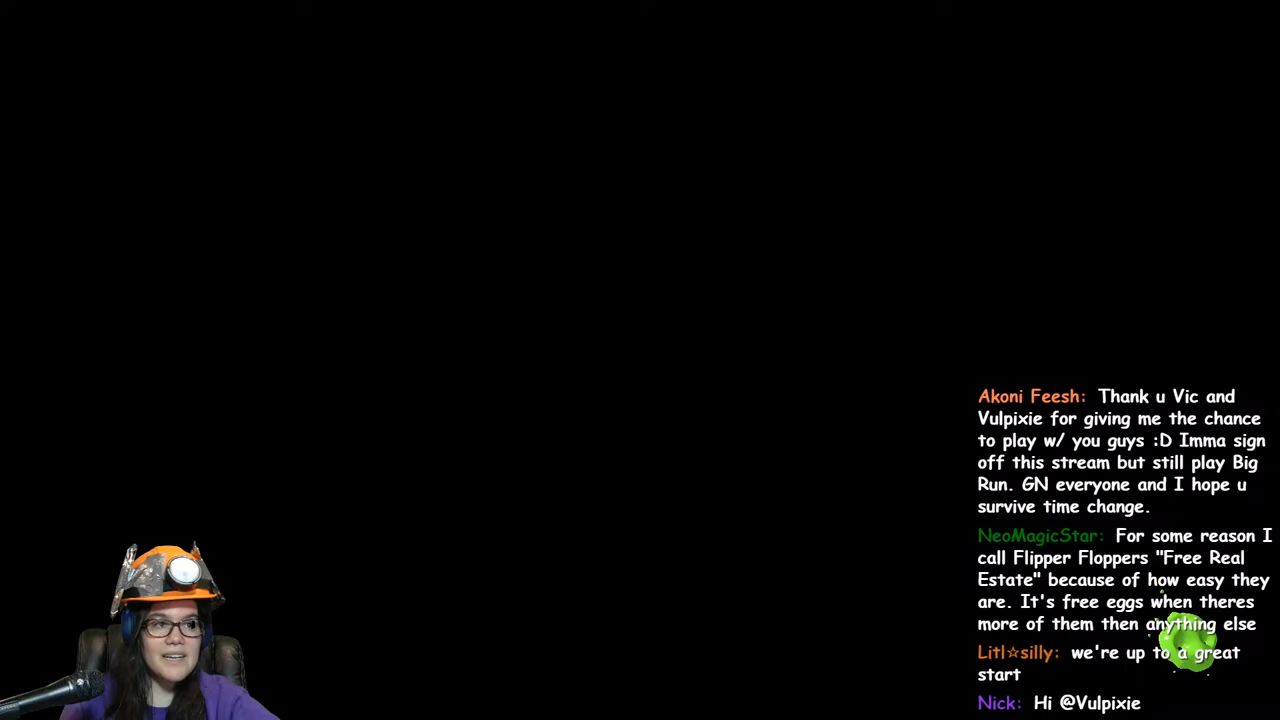 Akoni Feesh: Thank u Vic and
Vulpixie for giving me the chance
to play w/ you guys :D Imma sign
off this stream but still play Big
Run. GN everyone and I hope u
survive time change.
NeoMagicStar: For some reason I
call Flipper Floppers "Free Real
Estate" because of how easy they
are. It's free eggs when theres
more of them then anything else
Litl☆silly: we're up to a great
start
Nick: Hi @Vulpixie